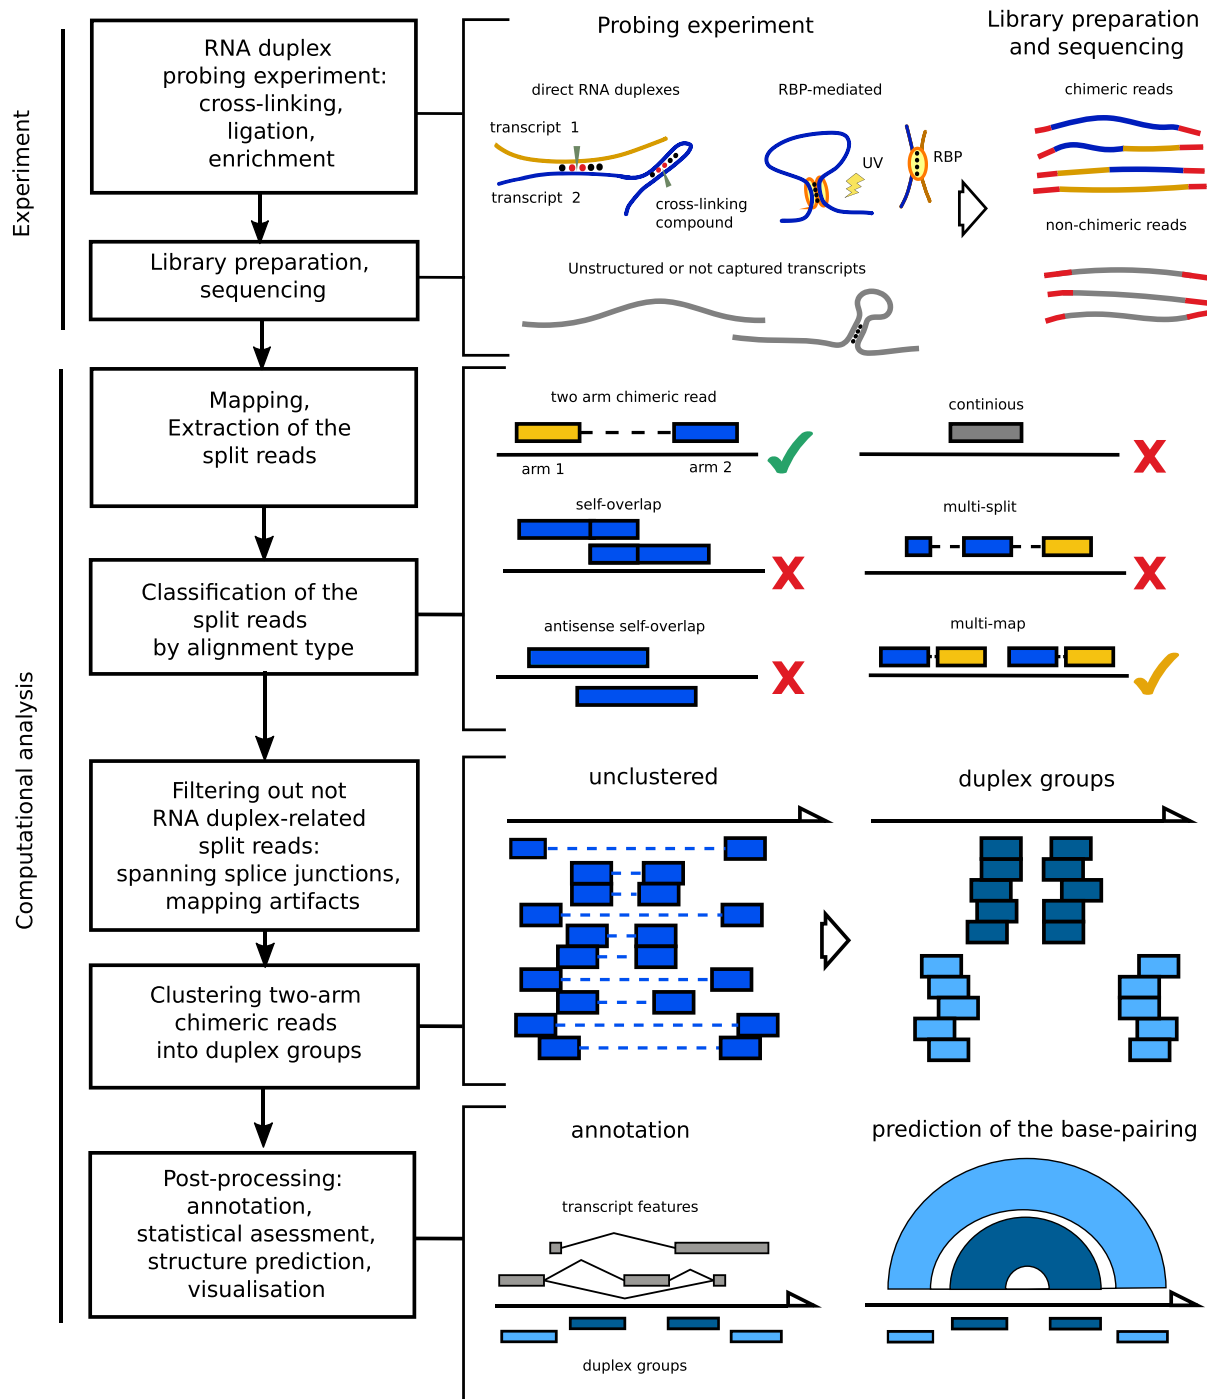 Experiment
RNA duplex
probing experiment:
cross-linking,
ligation,
enrichment
Library preparation,
sequencing
Probing experiment
Library preparation
and sequencing
direct RNA duplexes
RBP-mediated
chimeric reads
transcript 1
transcript 2
cross-linking
compound
UV
RBP
non-chimeric reads
Unstructured or not captured transcripts
Computational analysis
Mapping,
Extraction of the
split reads
Classification of the
split reads
by alignment type
two arm chimeric read
arm 1
arm 2
continious
self-overlap
multi-split
antisense self-overlap
multi-map
Filtering out not
RNA duplex-related
split reads:
spanning splice junctions,
mapping artifacts
Clustering two-arm
chimeric reads
into duplex groups
unclustered
duplex groups
Post-processing:
annotation,
statistical asessment,
structure prediction,
visualisation
annotation
transcript features
duplex groups
prediction of the base-pairing